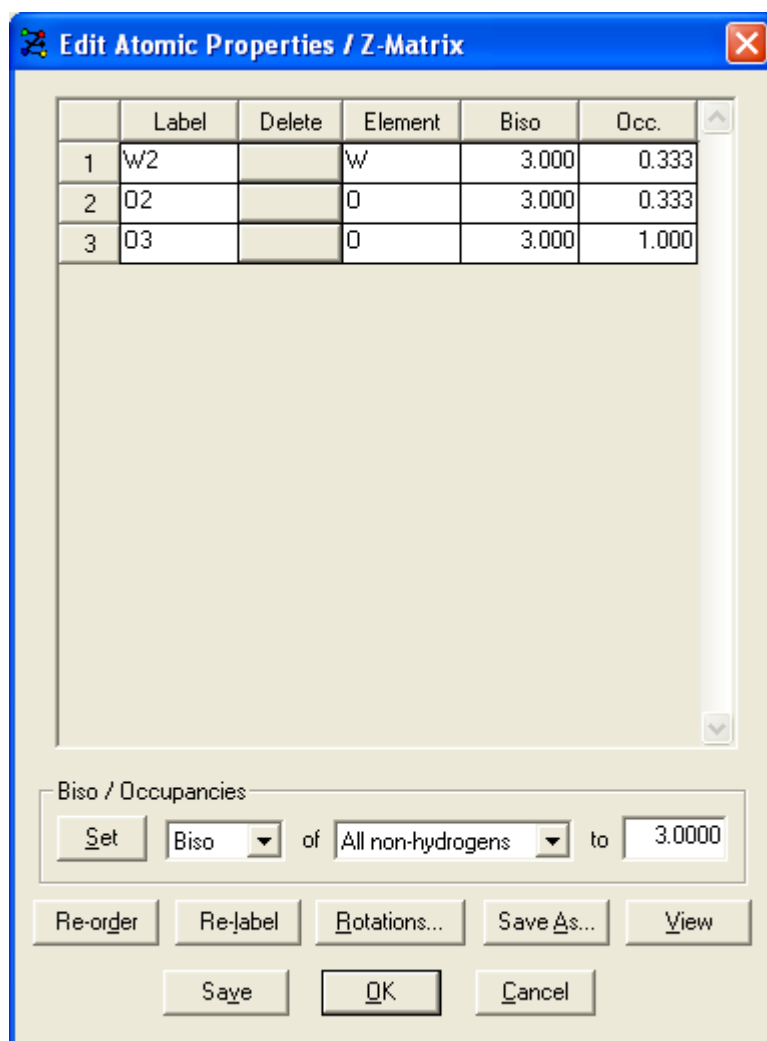 Edit Atomic Properties / Z-Matrix
Label Delete Element Biso Occ.
1 W2 W 3.000 0.333
2 O2 O 3.000 0.333
3 O3 O 3.000 1.000
Biso / Occupancies
Set Biso of All non-hydrogens to 3.0000
Re-order Re-label Rotations... Save As... View
Save OK Cancel